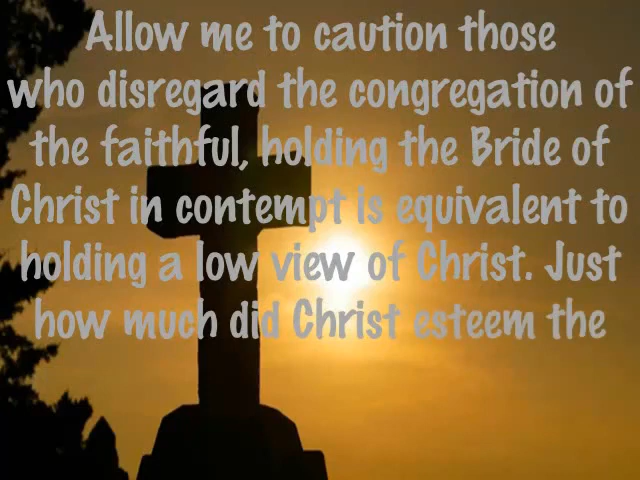 Allow me to caution those
who disregard the congregation of
the faithful, holding the Bride of
Christ in contempt is equivalent to
holding a low view of Christ. Just
how much did Christ esteem the